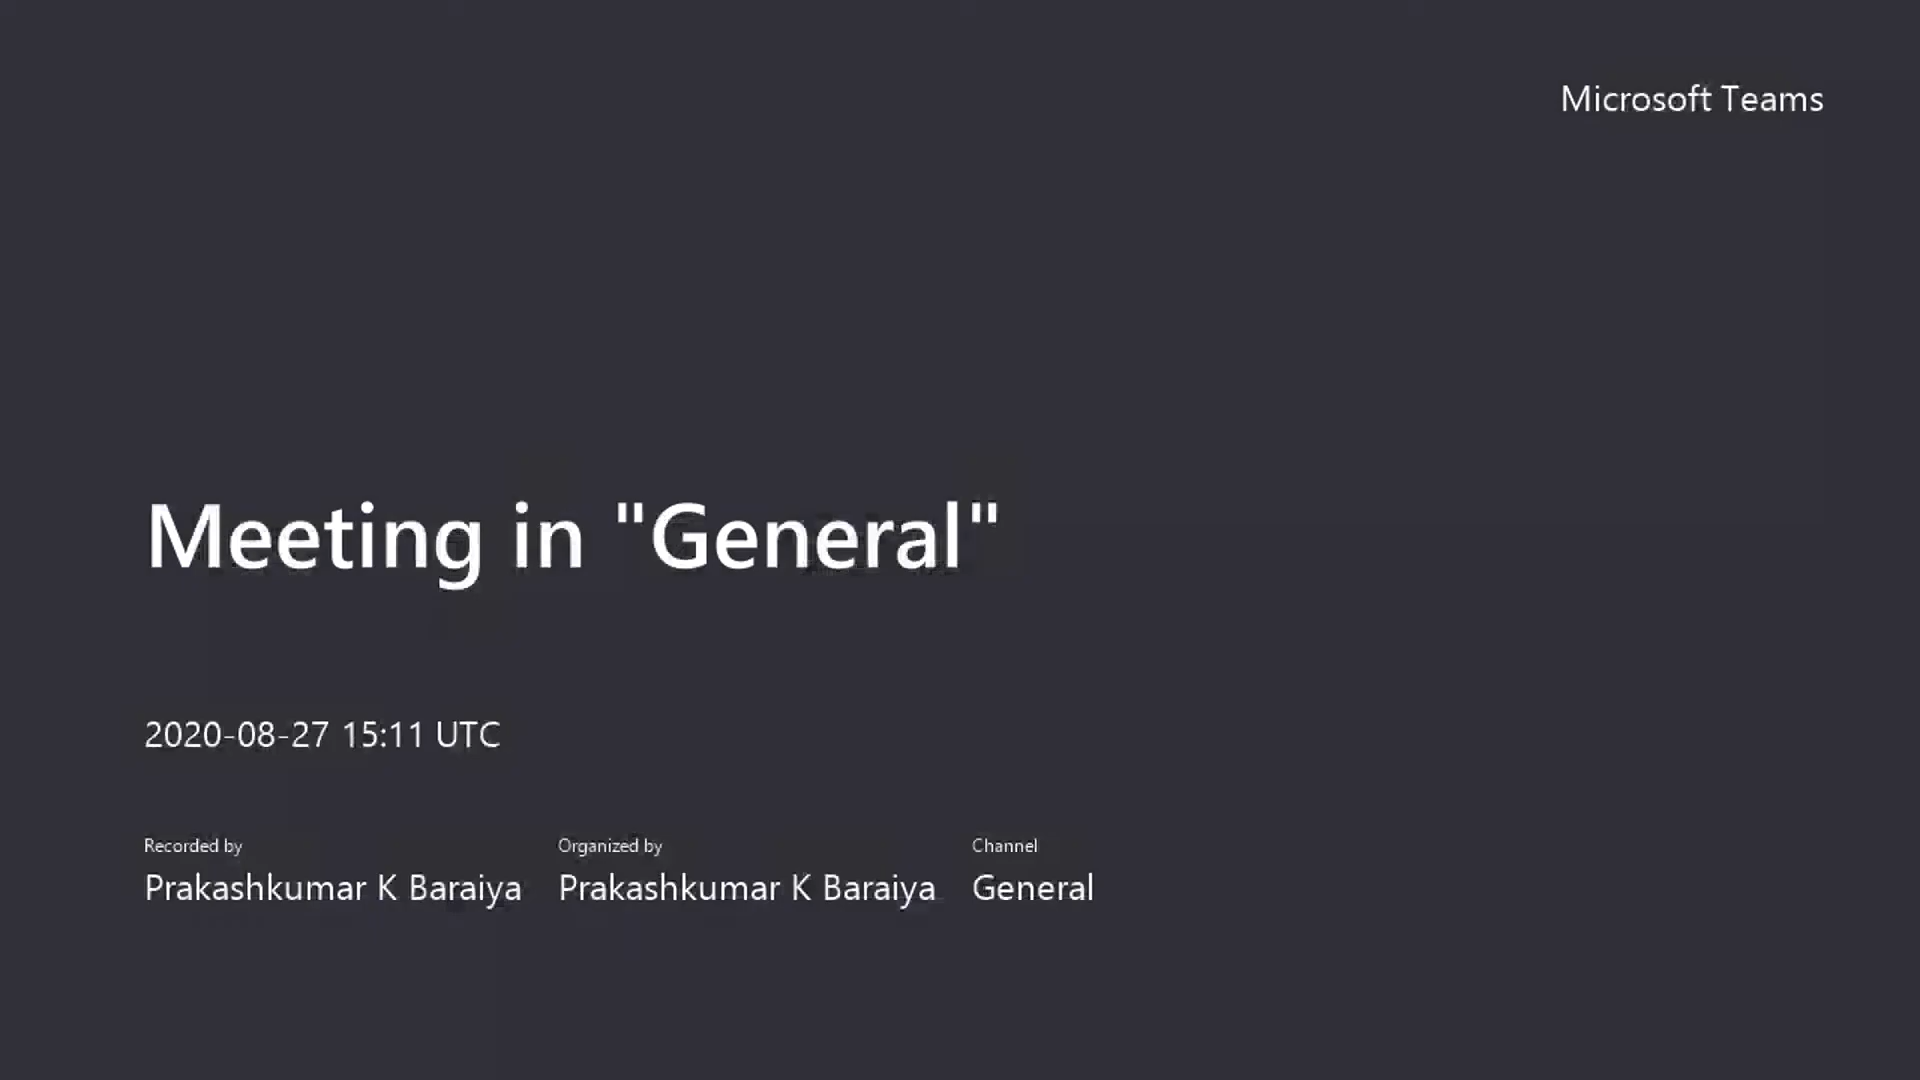 Microsoft Teams
Meeting in "General"
2020-08-27 15:11 UTC
Recorded by Organized by Channel
Prakashkumar K Baraiya Prakashkumar K Baraiya General